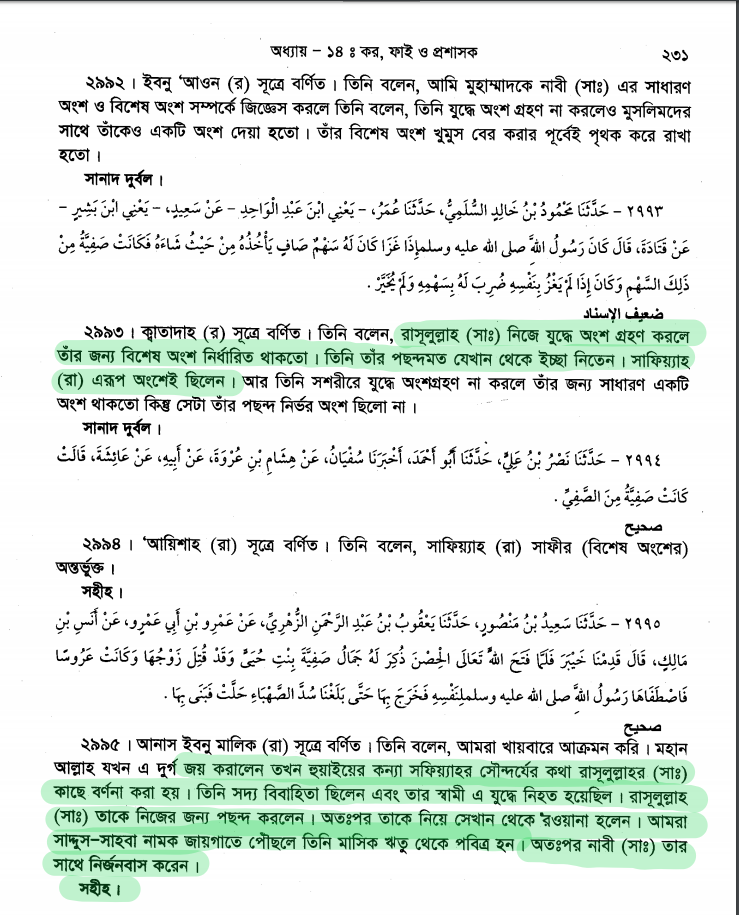 অধ্যায় – ১৪ ঃ কর, ফাই ও প্রশাসক ২৩১
২৯৯২। ইবনু ‘আওন (র) সূত্রে বর্ণিত। তিনি বলেন, আমি মুহাম্মাদকে নাবী (সাঃ) এর সাধারণ
অংশ ও বিশেষ অংশ সম্পর্কে জিজ্ঞেস করলে তিনি বলেন, তিনি যুদ্ধে অংশ গ্রহণ না করলেও মুসলিমদের
সাথে তাঁকেও একটি অংশ দেয়া হতো। তাঁর বিশেষ অংশ খুমুস বের করার পূর্বেই পৃথক করে রাখা
হতো।
সানাদ দুর্বল।
٢٩٩٣ – حَدَّثَنَا مَحْمُودُ بْنُ خَالِدٍ السُّلَمِيُّ، حَدَّثَنَا عُمَرُ، – يَعْنِي ابْنَ عَبْدِ الْوَاحِدِ – عَنْ سَعِيدٍ، – يَعْنِي ابْنَ بَشِيرٍ –
عَنْ قَتَادَةَ، قَالَ كَانَ رَسُولُ اللَّهِ صلى الله عليه وسلم إِذَا غَزَا كَانَ لَهُ سَهْمٌ صَافٍ يَأْخُذُهُ مِنْ حَيْثُ شَاءَهُ فَكَانَتْ صَفِيَّةُ مِنْ
ذَلِكَ السَّهْمِ وَكَانَ إِذَا لَمْ يَغْزُ بِنَفْسِهِ ضُرِبَ لَهُ بِسَهْمِهِ وَلَمْ يُخَيَّرْ .
ضعيف الإسناد
২৯৯৩। ক্বাতাদাহ (র) সূত্রে বর্ণিত। তিনি বলেন, রাসূলুল্লাহ (সাঃ) নিজে যুদ্ধে অংশ গ্রহণ করলে
তাঁর জন্য বিশেষ অংশ নির্ধারিত থাকতো। তিনি তাঁর পছন্দমত যেখান থেকে ইচ্ছা নিতেন। সাফিয়্যাহ
(রা) এরূপ অংশেই ছিলেন। আর তিনি সশরীরে যুদ্ধে অংশগ্রহণ না করলে তাঁর জন্য সাধারণ একটি
অংশ থাকতো কিন্তু সেটা তাঁর পছন্দ নির্ভর অংশ ছিলো না।
সানাদ দুর্বল।
٢٩٩٤ – حَدَّثَنَا نَصْرُ بْنُ عَلِيٍّ، حَدَّثَنَا أَبُو أَحْمَدَ، أَخْبَرَنَا سُفْيَانُ، عَنْ هِشَامِ بْنِ عُرْوَةَ، عَنْ أَبِيهِ، عَنْ عَائِشَةَ، قَالَتْ
كَانَتْ صَفِيَّةُ مِنَ الصَّفِيِّ .
صحيح
২৯৯৪। ‘আয়িশাহ (রা) সূত্রে বর্ণিত। তিনি বলেন, সাফিয়্যাহ (রা) সাফীর (বিশেষ অংশের)
অন্তর্ভুক্ত।
সহীহ।
٢٩٩٥ – حَدَّثَنَا سَعِيدُ بْنُ مَنْصُورٍ، حَدَّثَنَا يَعْقُوبُ بْنُ عَبْدِ الرَّحْمَنِ الزُّهْرِيُّ، عَنْ عَمْرِو بْنِ أَبِي عَمْرٍو، عَنْ أَنَسِ بْنِ
مَالِكٍ، قَالَ قَدِمْنَا خَيْبَرَ فَلَمَّا فَتَحَ اللَّهُ تَعَالَى الْحِصْنَ ذُكِرَ لَهُ جَمَالُ صَفِيَّةَ بِنْتِ حُيَىٍّ وَقَدْ قُتِلَ زَوْجُهَا وَكَانَتْ عَرُوسًا
فَاصْطَفَاهَا رَسُولُ اللَّهِ صلى الله عليه وسلم لِنَفْسِهِ فَخَرَجَ بِهَا حَتَّى بَلَغْنَا سُدَّ الصَّهْبَاءِ حَلَّتْ فَبَنَى بِهَا .
صحيح
২৯৯৫। আনাস ইবনু মালিক (রা) সূত্রে বর্ণিত। তিনি বলেন, আমরা খায়বারে আক্রমন করি। মহান
আল্লাহ যখন এ দুর্গ জয় করালেন তখন হুয়াইয়ের কন্যা সফিয়্যাহর সৌন্দর্যের কথা রাসূলুল্লাহর (সাঃ)
কাছে বর্ণনা করা হয়। তিনি সদ্য বিবাহিতা ছিলেন এবং তার স্বামী এ যুদ্ধে নিহত হয়েছিল। রাসূলুল্লাহ
(সাঃ) তাকে নিজের জন্য পছন্দ করলেন। অতঃপর তাকে নিয়ে সেখান থেকে রওয়ানা হলেন। আমরা
সাদ্দুস-সাহবা নামক জায়গাতে পৌছলে তিনি মাসিক ঋতু থেকে পবিত্র হন। অতঃপর নাবী (সাঃ) তার
সাথে নির্জনবাস করেন।
সহীহ।